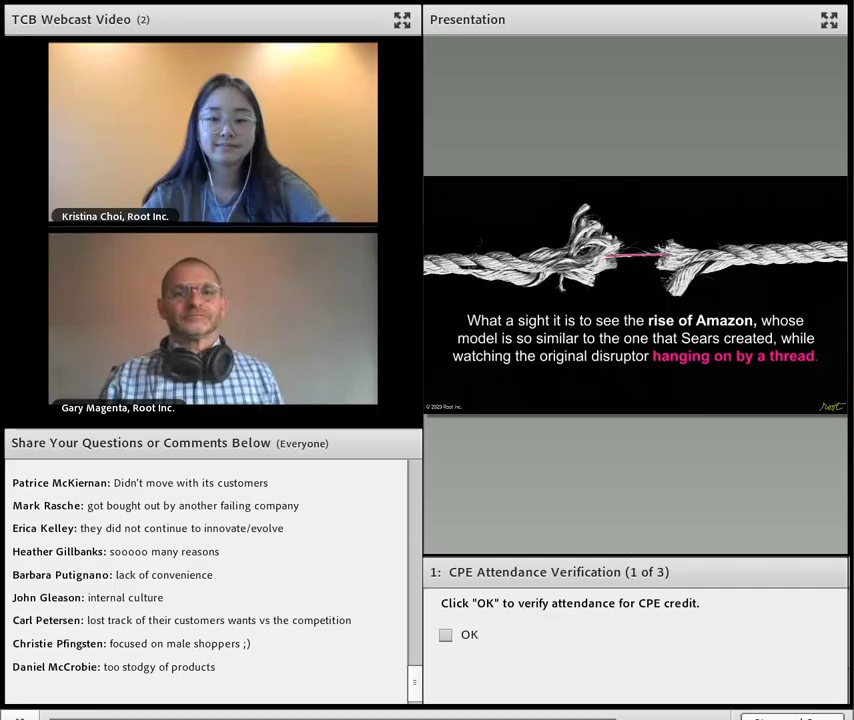 TCB Webcast Video (2)
Kristina Choi, Root Inc.
Gary Magenta, Root Inc.
Share Your Questions or Comments Below (Everyone)
Patrice McKiernan: Didn't move with its customers
Mark Rasche: got bought out by another failing company
Erica Kelley: they did not continue to innovate/evolve
Heather Gillbanks: sooooo many reasons
Barbara Putignano: lack of convenience
John Gleason: internal culture
Carl Petersen: lost track of their customers wants vs the competition
Christie Pfingsten: focused on male shoppers ;)
Daniel McCrobie: too stodgy of products
Presentation
What a sight it is to see the rise of Amazon, whose
model is so similar to the one that Sears created, while
watching the original disruptor hanging on by a thread.
© 2020 Root Inc.
root
1: CPE Attendance Verification (1 of 3)
Click "OK" to verify attendance for CPE credit.
OK